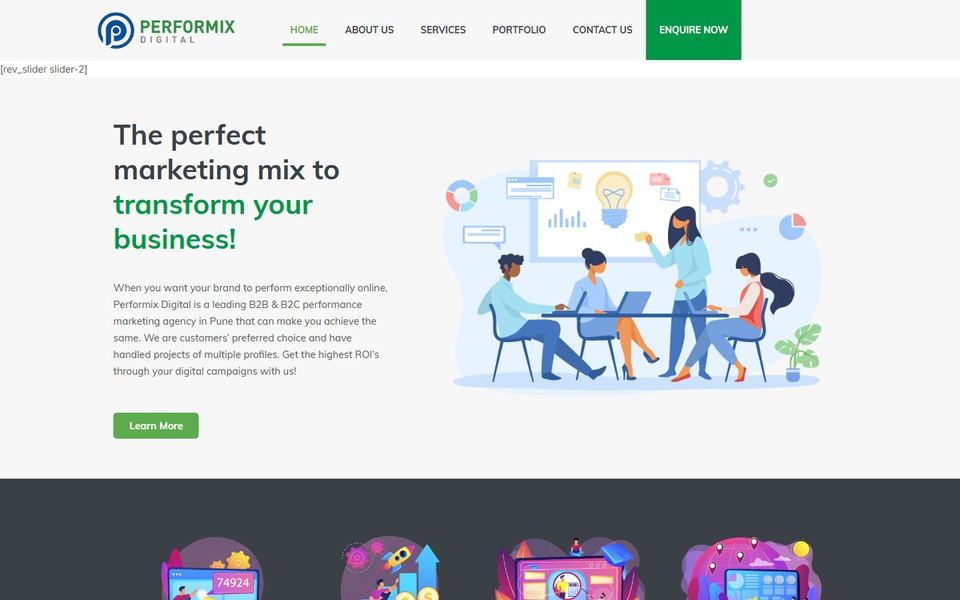 PERFORMIX
DIGITAL
HOME
ABOUT US
SERVICES
PORTFOLIO
CONTACT US
ENQUIRE NOW
[rev_slider slider-2]
The perfect
marketing mix to
transform your
business!
When you want your brand to perform exceptionally online,
Performix Digital is a leading B2B & B2C performance
marketing agency in Pune that can make you achieve the
same. We are customers' preferred choice and have
handled projects of multiple profiles. Get the highest ROI's
through your digital campaigns with us!
Learn More
74924